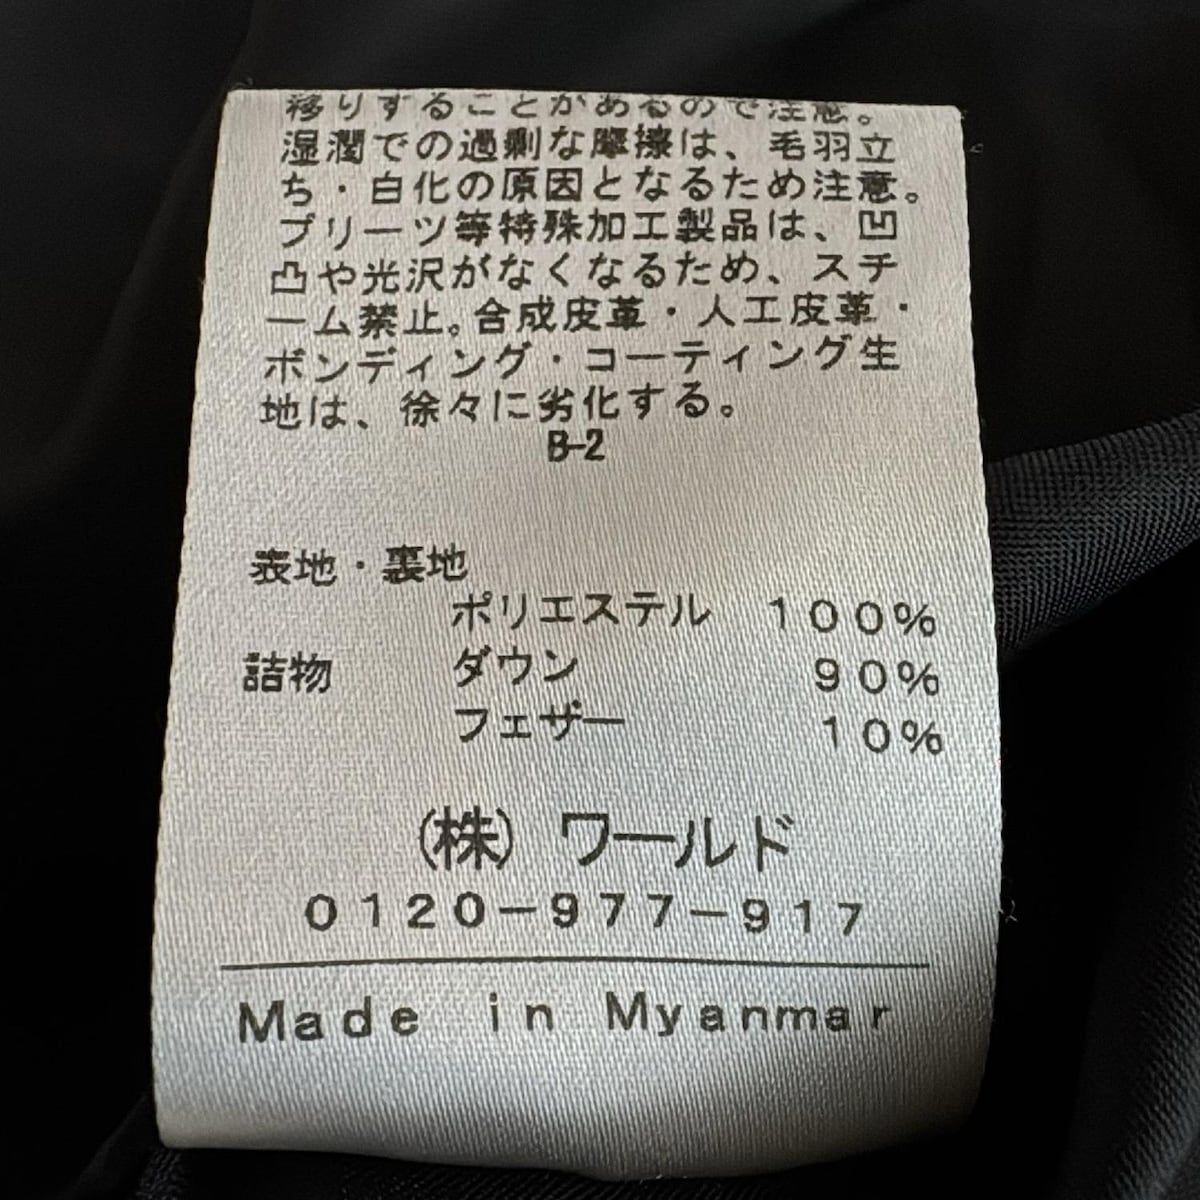 移りすることがあるので注意。
湿潤での過剰な摩擦は、毛羽立
ち・白化の原因となるため注意。
プリーツ等特殊加工製品は、凹
凸や光沢がなくなるため、スチ
ーム禁止。合成皮革・人工皮革・
ボンディング・コーティング生
地は、徐々に劣化する。
B-2
表地・裏地
ポリエステル 100%
詰物 ダウン 90%
フェザー 10%
(株) ワールド
0120-977-917
Made in Myanmar